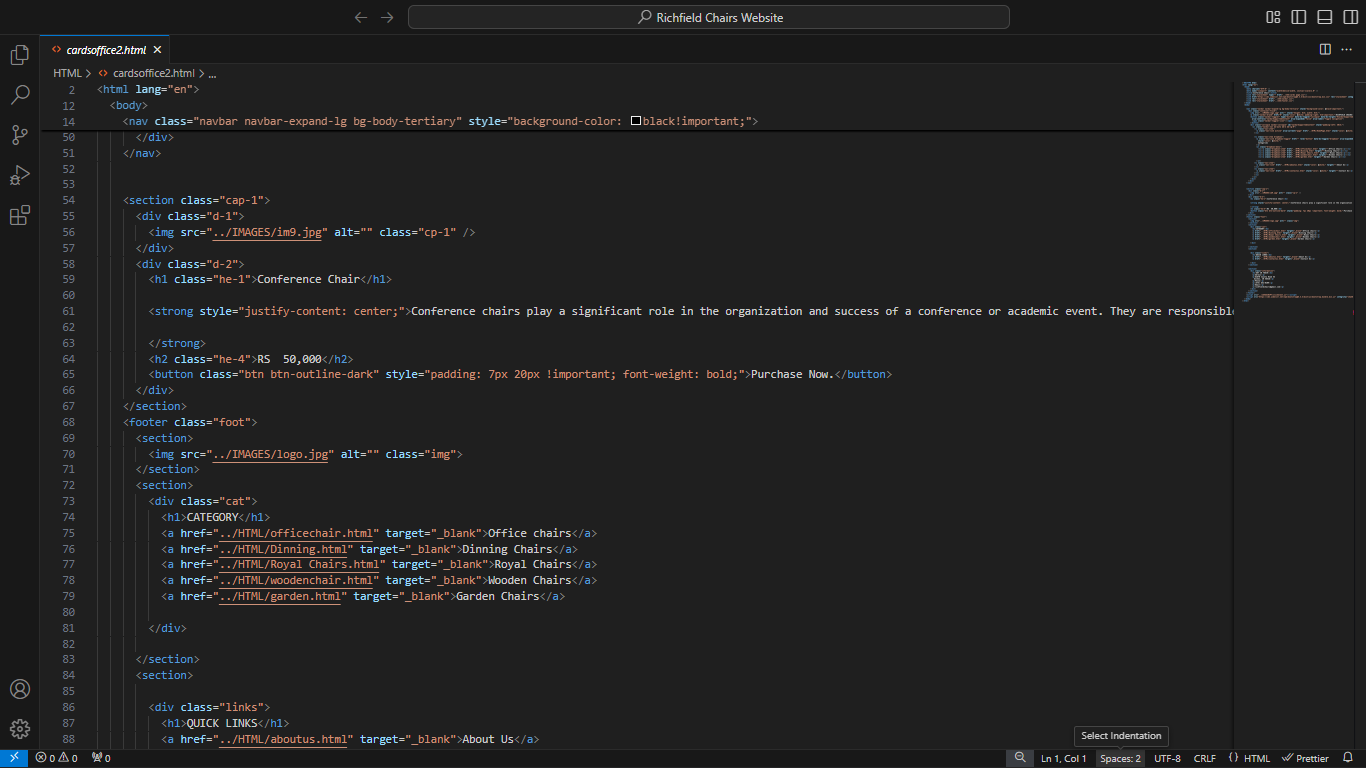 Richfield Chairs Website
cardsoffice2.html
HTML > cardsoffice2.html > ...
2 <html lang="en">
12 <body>
14 <nav class="navbar navbar-expand-lg bg-body-tertiary" style="background-color: black!important;">
50 </div>
51 </nav>
52
53
54 <section class="cap-1">
55 <div class="d-1">
56 <img src="../IMAGES/im9.jpg" alt="" class="cp-1" />
57 </div>
58 <div class="d-2">
59 <h1 class="he-1">Conference Chair</h1>
60
61 <strong style="justify-content: center;">Conference chairs play a significant role in the organization and success of a conference or academic event. They are responsible
62
63 </strong>
64 <h2 class="he-4">RS  50,000</h2>
65 <button class="btn btn-outline-dark" style="padding: 7px 20px !important; font-weight: bold;">Purchase Now.</button>
66 </div>
67 </section>
68 <footer class="foot">
69 <section>
70 <img src="../IMAGES/logo.jpg" alt="" class="img">
71 </section>
72 <section>
73 <div class="cat">
74 <h1>CATEGORY</h1>
75 <a href="../HTML/officechair.html" target="_blank">Office chairs</a>
76 <a href="../HTML/Dinning.html" target="_blank">Dinning Chairs</a>
77 <a href="../HTML/Royal Chairs.html" target="_blank">Royal Chairs</a>
78 <a href="../HTML/woodenchair.html" target="_blank">Wooden Chairs</a>
79 <a href="../HTML/garden.html" target="_blank">Garden Chairs</a>
80
81 </div>
82
83 </section>
84 <section>
85
86 <div class="links">
87 <h1>QUICK LINKS</h1>
88 <a href="../HTML/aboutus.html" target="_blank">About Us</a>
Select Indentation
0 0 0 Ln 1, Col 1 Spaces: 2 UTF-8 CRLF {} HTML Prettier